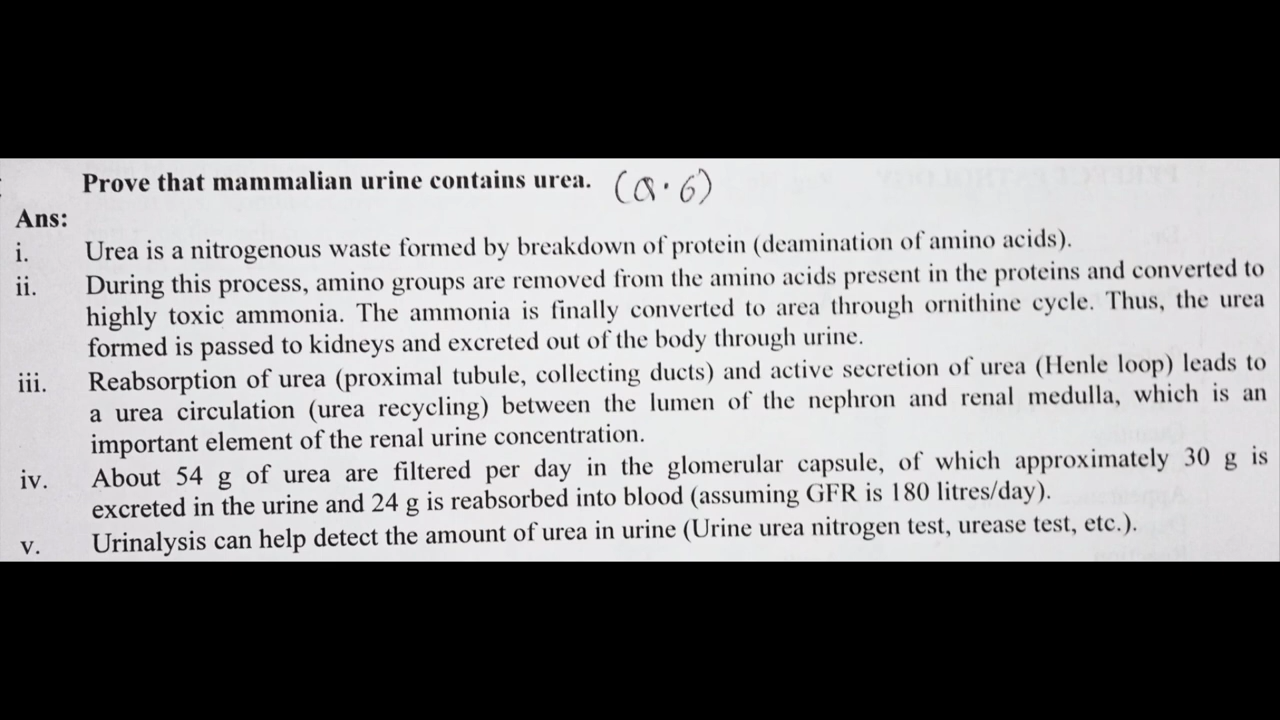 Prove that mammalian urine contains urea. (Q.6)
Ans:
i. Urea is a nitrogenous waste formed by breakdown of protein (deamination of amino acids).
ii. During this process, amino groups are removed from the amino acids present in the proteins and converted to
highly toxic ammonia. The ammonia is finally converted to area through ornithine cycle. Thus, the urea
formed is passed to kidneys and excreted out of the body through urine.
iii. Reabsorption of urea (proximal tubule, collecting ducts) and active secretion of urea (Henle loop) leads to
a urea circulation (urea recycling) between the lumen of the nephron and renal medulla, which is an
important element of the renal urine concentration.
iv. About 54 g of urea are filtered per day in the glomerular capsule, of which approximately 30 g is
excreted in the urine and 24 g is reabsorbed into blood (assuming GFR is 180 litres/day).
v. Urinalysis can help detect the amount of urea in urine (Urine urea nitrogen test, urease test, etc.).